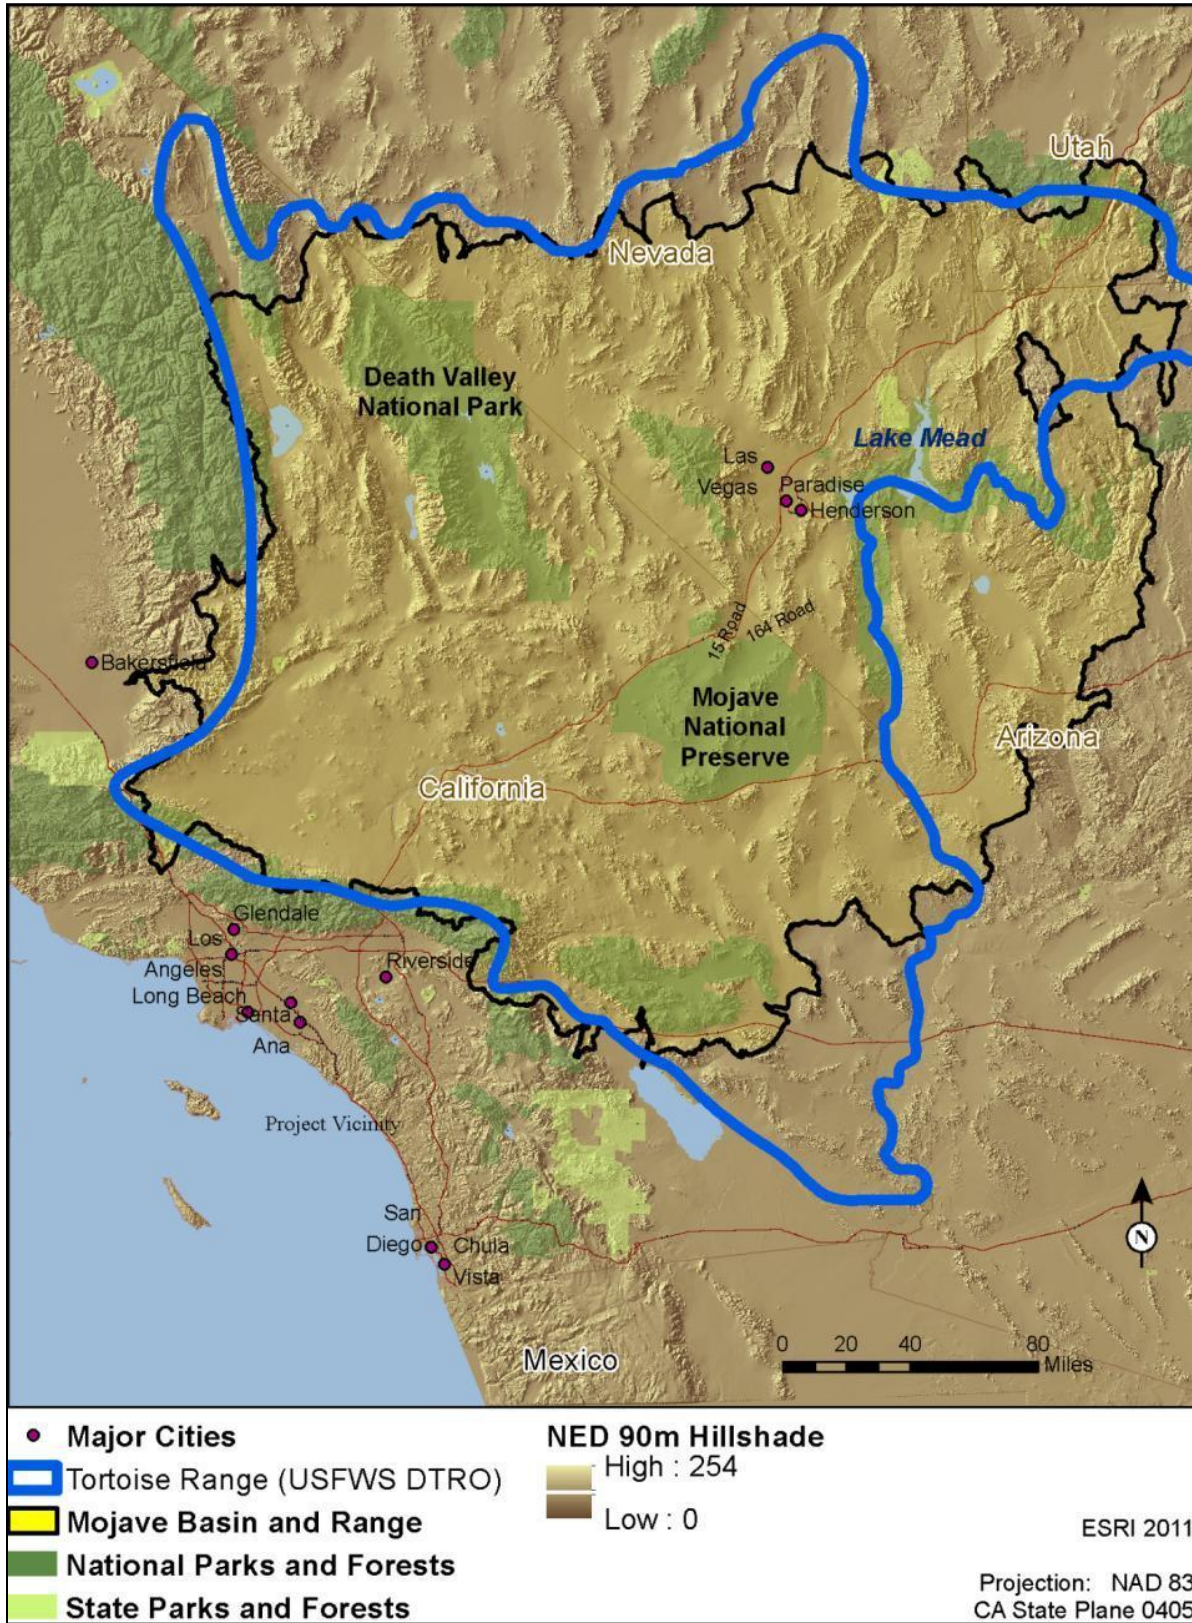 Utah
Nevada
Death Valley
National Park
Lake Mead
Las
Vegas
Paradise
Henderson
15 Road
164 Road
Bakersfield
Mojave
National
Preserve
Arizona
California
Glendale
Los
Angeles
Riverside
Long Beach
Santa
Ana
Project Vicinity
San
Diego
Chula
Vista
N
Mexico
0 20 40 80
Miles
Major Cities
Tortoise Range (USFWS DTRO)
Mojave Basin and Range
National Parks and Forests
State Parks and Forests
NED 90m Hillshade
High : 254
Low : 0
ESRI 2011
Projection: NAD 83
CA State Plane 0405